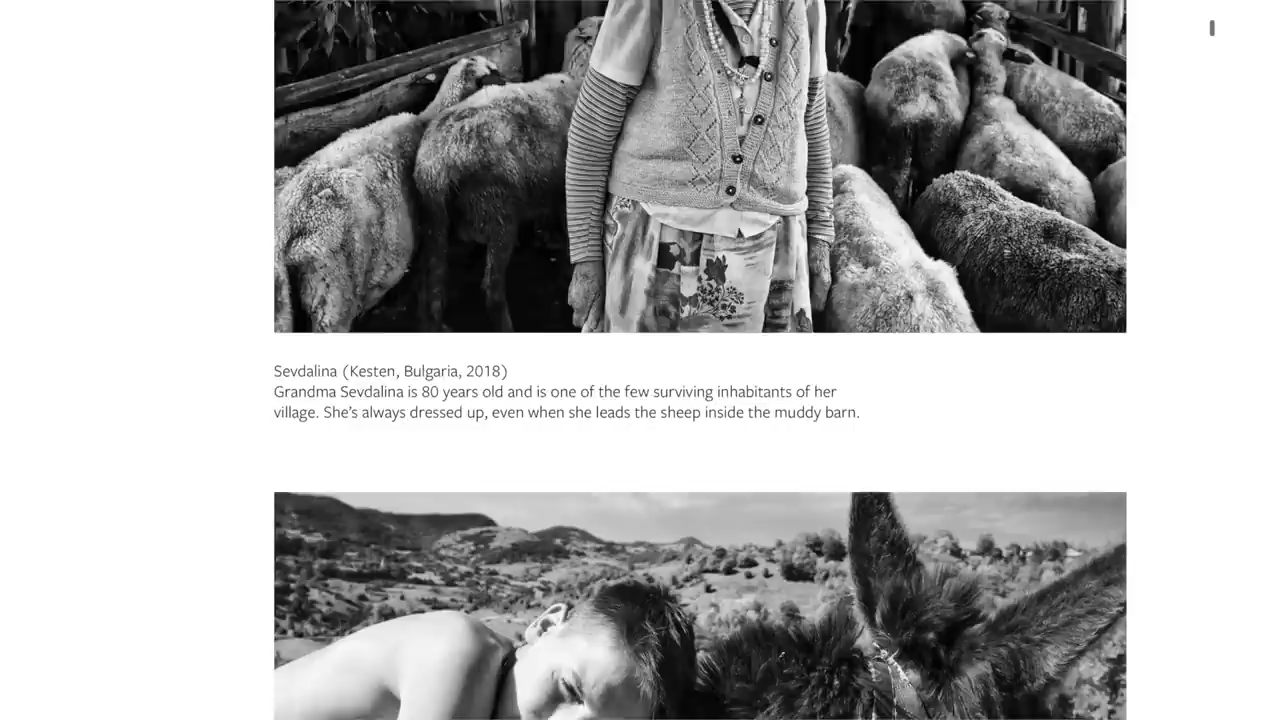 Sevdalina (Kesten, Bulgaria, 2018)
Grandma Sevdalina is 80 years old and is one of the few surviving inhabitants of her
village. She’s always dressed up, even when she leads the sheep inside the muddy barn.